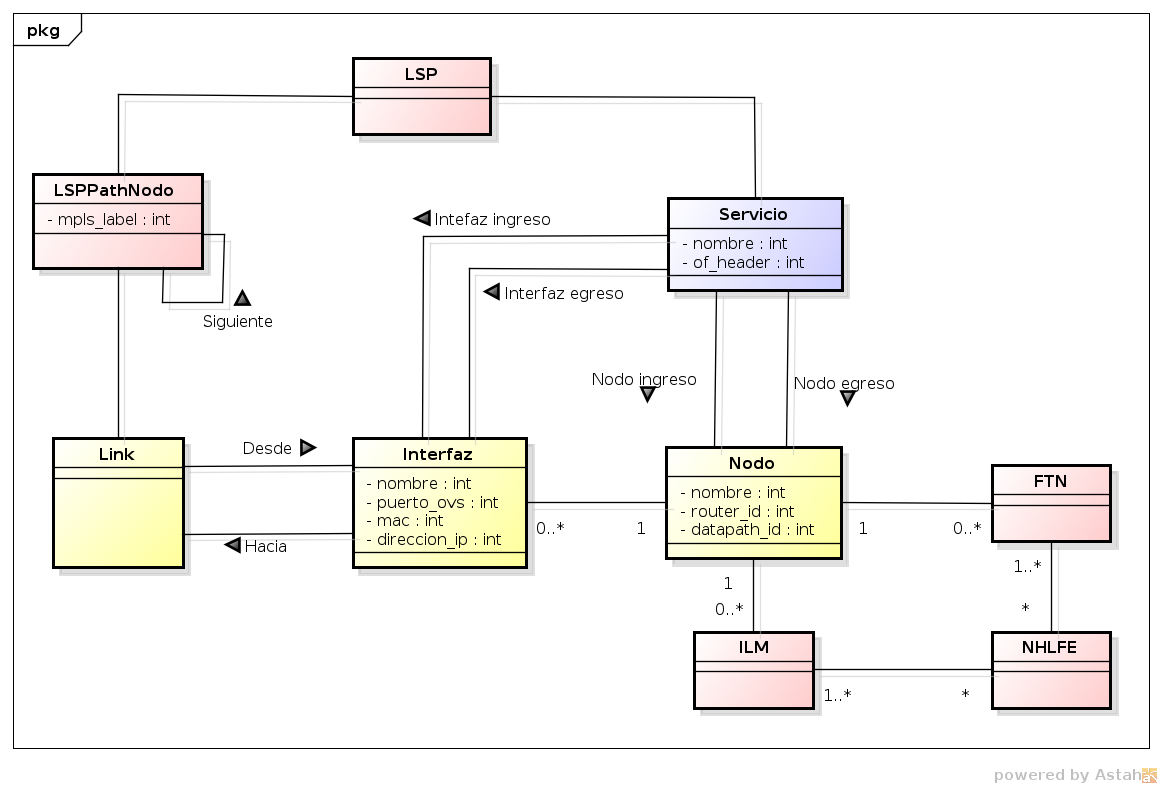 pkg
LSP
LSPPathNodo
- mpls_label : int
Siguiente
Servicio
- nombre : int
- of_header : int
Intefaz ingreso
Interfaz egreso
Nodo ingreso
Nodo egreso
Link
Desde
Hacia
Interfaz
- nombre : int
- puerto_ovs : int
- mac : int
- direccion_ip : int
0..*
1
Nodo
- nombre : int
- router_id : int
- datapath_id : int
1
0..*
FTN
1
0..*
1..*
*
ILM
NHLFE
1..*
*
powered by Astah